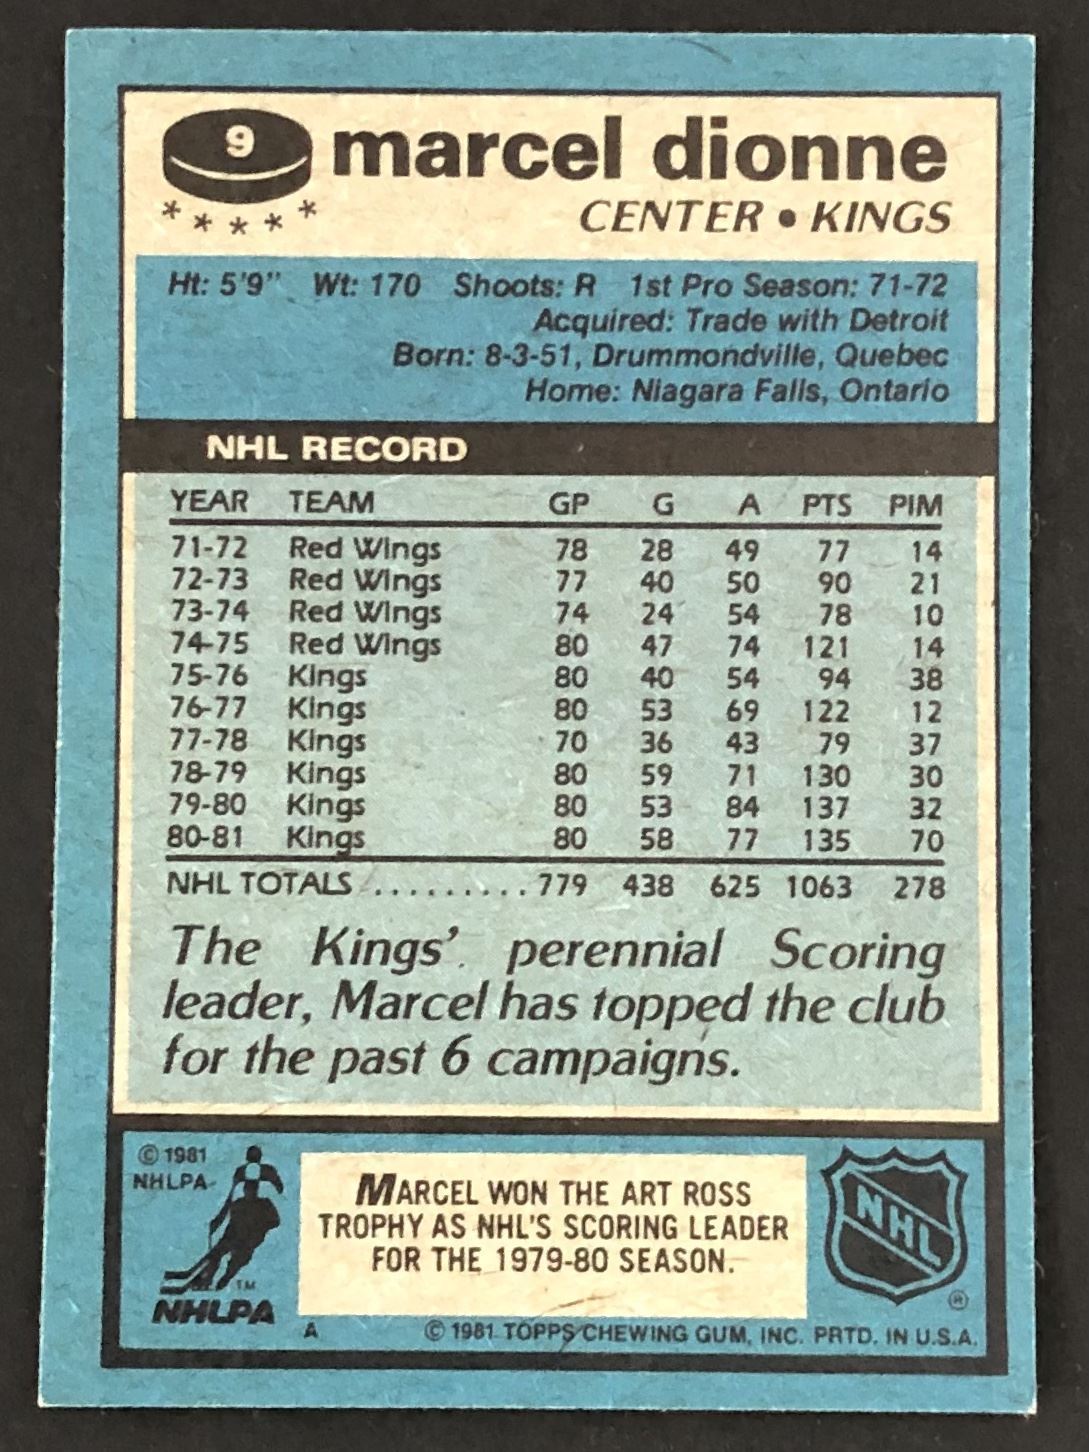 9 marcel dionne
* * * * *
CENTER • KINGS
Ht: 5'9" Wt: 170 Shoots: R 1st Pro Season: 71-72
Acquired: Trade with Detroit
Born: 8-3-51, Drummondville, Quebec
Home: Niagara Falls, Ontario
NHL RECORD
YEAR TEAM GP G A PTS PIM
71-72 Red Wings 78 28 49 77 14
72-73 Red Wings 77 40 50 90 21
73-74 Red Wings 74 24 54 78 10
74-75 Red Wings 80 47 74 121 14
75-76 Kings 80 40 54 94 38
76-77 Kings 80 53 69 122 12
77-78 Kings 70 36 43 79 37
78-79 Kings 80 59 71 130 30
79-80 Kings 80 53 84 137 32
80-81 Kings 80 58 77 135 70
NHL TOTALS .......... 779 438 625 1063 278
The Kings' perennial Scoring
leader, Marcel has topped the club
for the past 6 campaigns.
© 1981
NHLPA
MARCEL WON THE ART ROSS
TROPHY AS NHL'S SCORING LEADER
FOR THE 1979-80 SEASON.
NHL
®
TM
NHLPA
A © 1981 TOPPS CHEWING GUM, INC. PRTD. IN U.S.A.